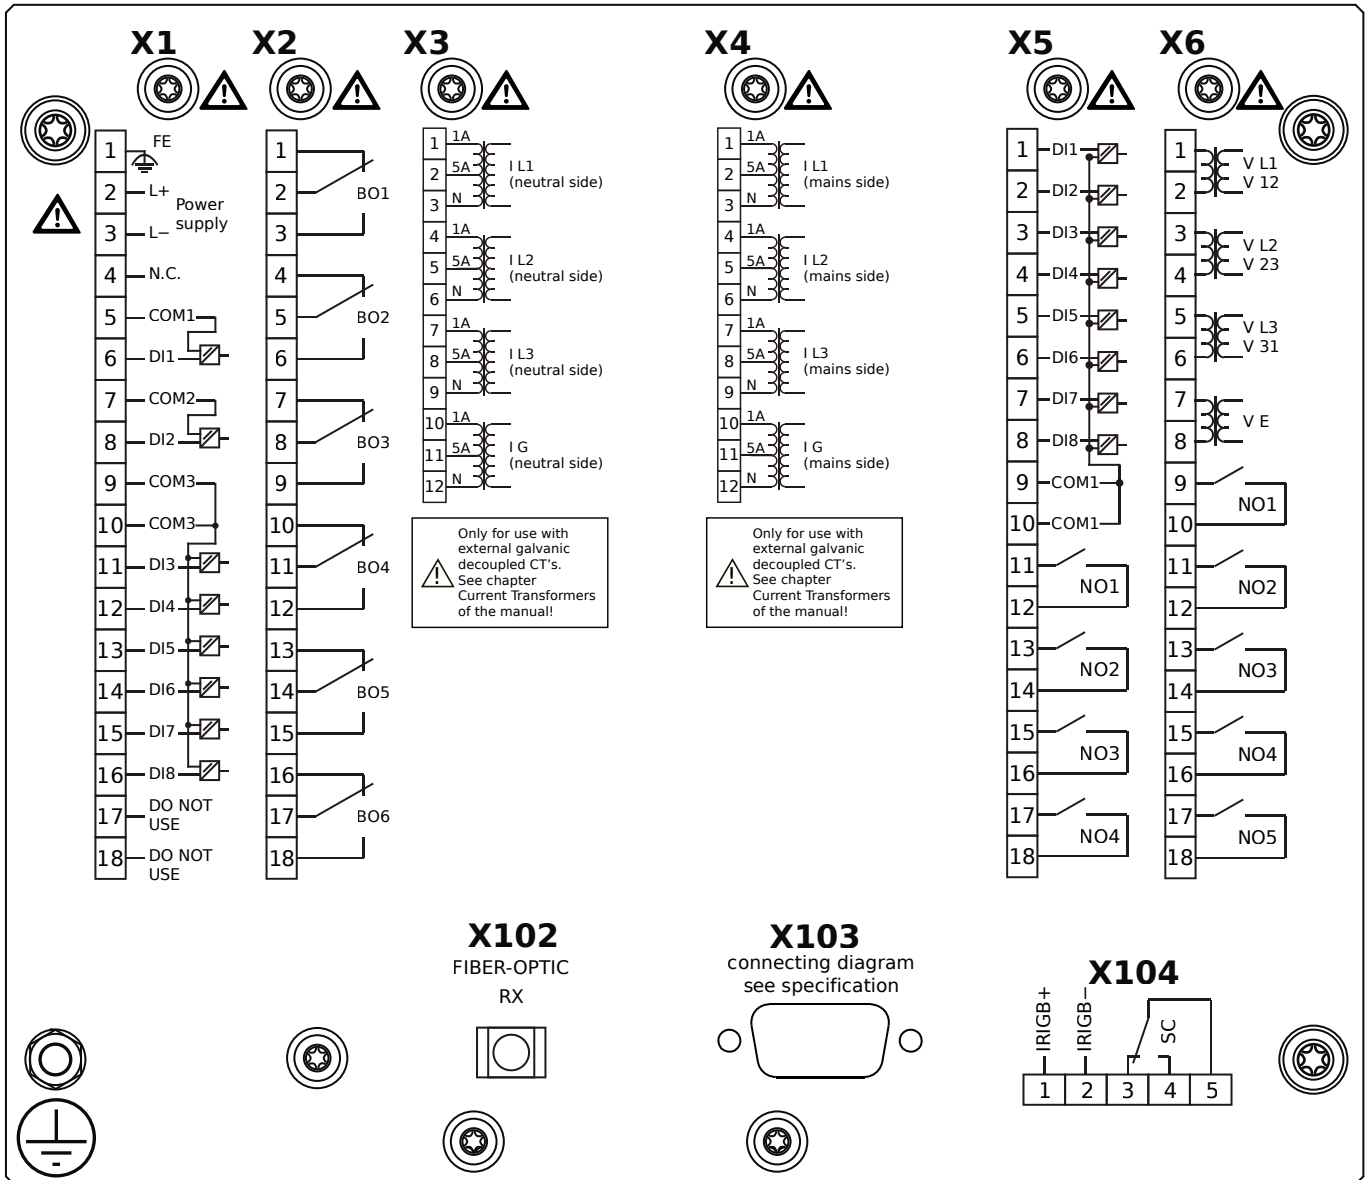 X1
X2
X3
X4
X5
X6
1
FE
2
L+
Power
supply
3
L−
4
N.C.
5
COM1
6
DI1
7
COM2
8
DI2
9
COM3
10
COM3
11
DI3
12
DI4
13
DI5
14
DI6
15
DI7
16
DI8
17
DO NOT
USE
18
DO NOT
USE
1
2
BO1
3
4
5
BO2
6
7
8
BO3
9
10
11
BO4
12
13
14
BO5
15
16
17
BO6
18
1 1A
2 5A
3 N
I L1
(neutral side)
4 1A
5 5A
6 N
I L2
(neutral side)
7 1A
8 5A
9 N
I L3
(neutral side)
10 1A
11 5A
12 N
I G
(neutral side)
Only for use with
external galvanic
decoupled CT's.
See chapter
Current Transformers
of the manual!
1 1A
2 5A
3 N
I L1
(mains side)
4 1A
5 5A
6 N
I L2
(mains side)
7 1A
8 5A
9 N
I L3
(mains side)
10 1A
11 5A
12 N
I G
(mains side)
Only for use with
external galvanic
decoupled CT's.
See chapter
Current Transformers
of the manual!
1 DI1
2 DI2
3 DI3
4 DI4
5 DI5
6 DI6
7 DI7
8 DI8
9 COM1
10 COM1
11
NO1
12
13
NO2
14
15
NO3
16
17
NO4
18
1
V L1
V 12
2
3
V L2
V 23
4
5
V L3
V 31
6
7
V E
8
9
NO1
10
11
NO2
12
13
NO3
14
15
NO4
16
17
NO5
18
X102
FIBER-OPTIC
RX
X103
connecting diagram
see specification
X104
IRIGB+
IRIGB−
SC
1 2 3 4 5